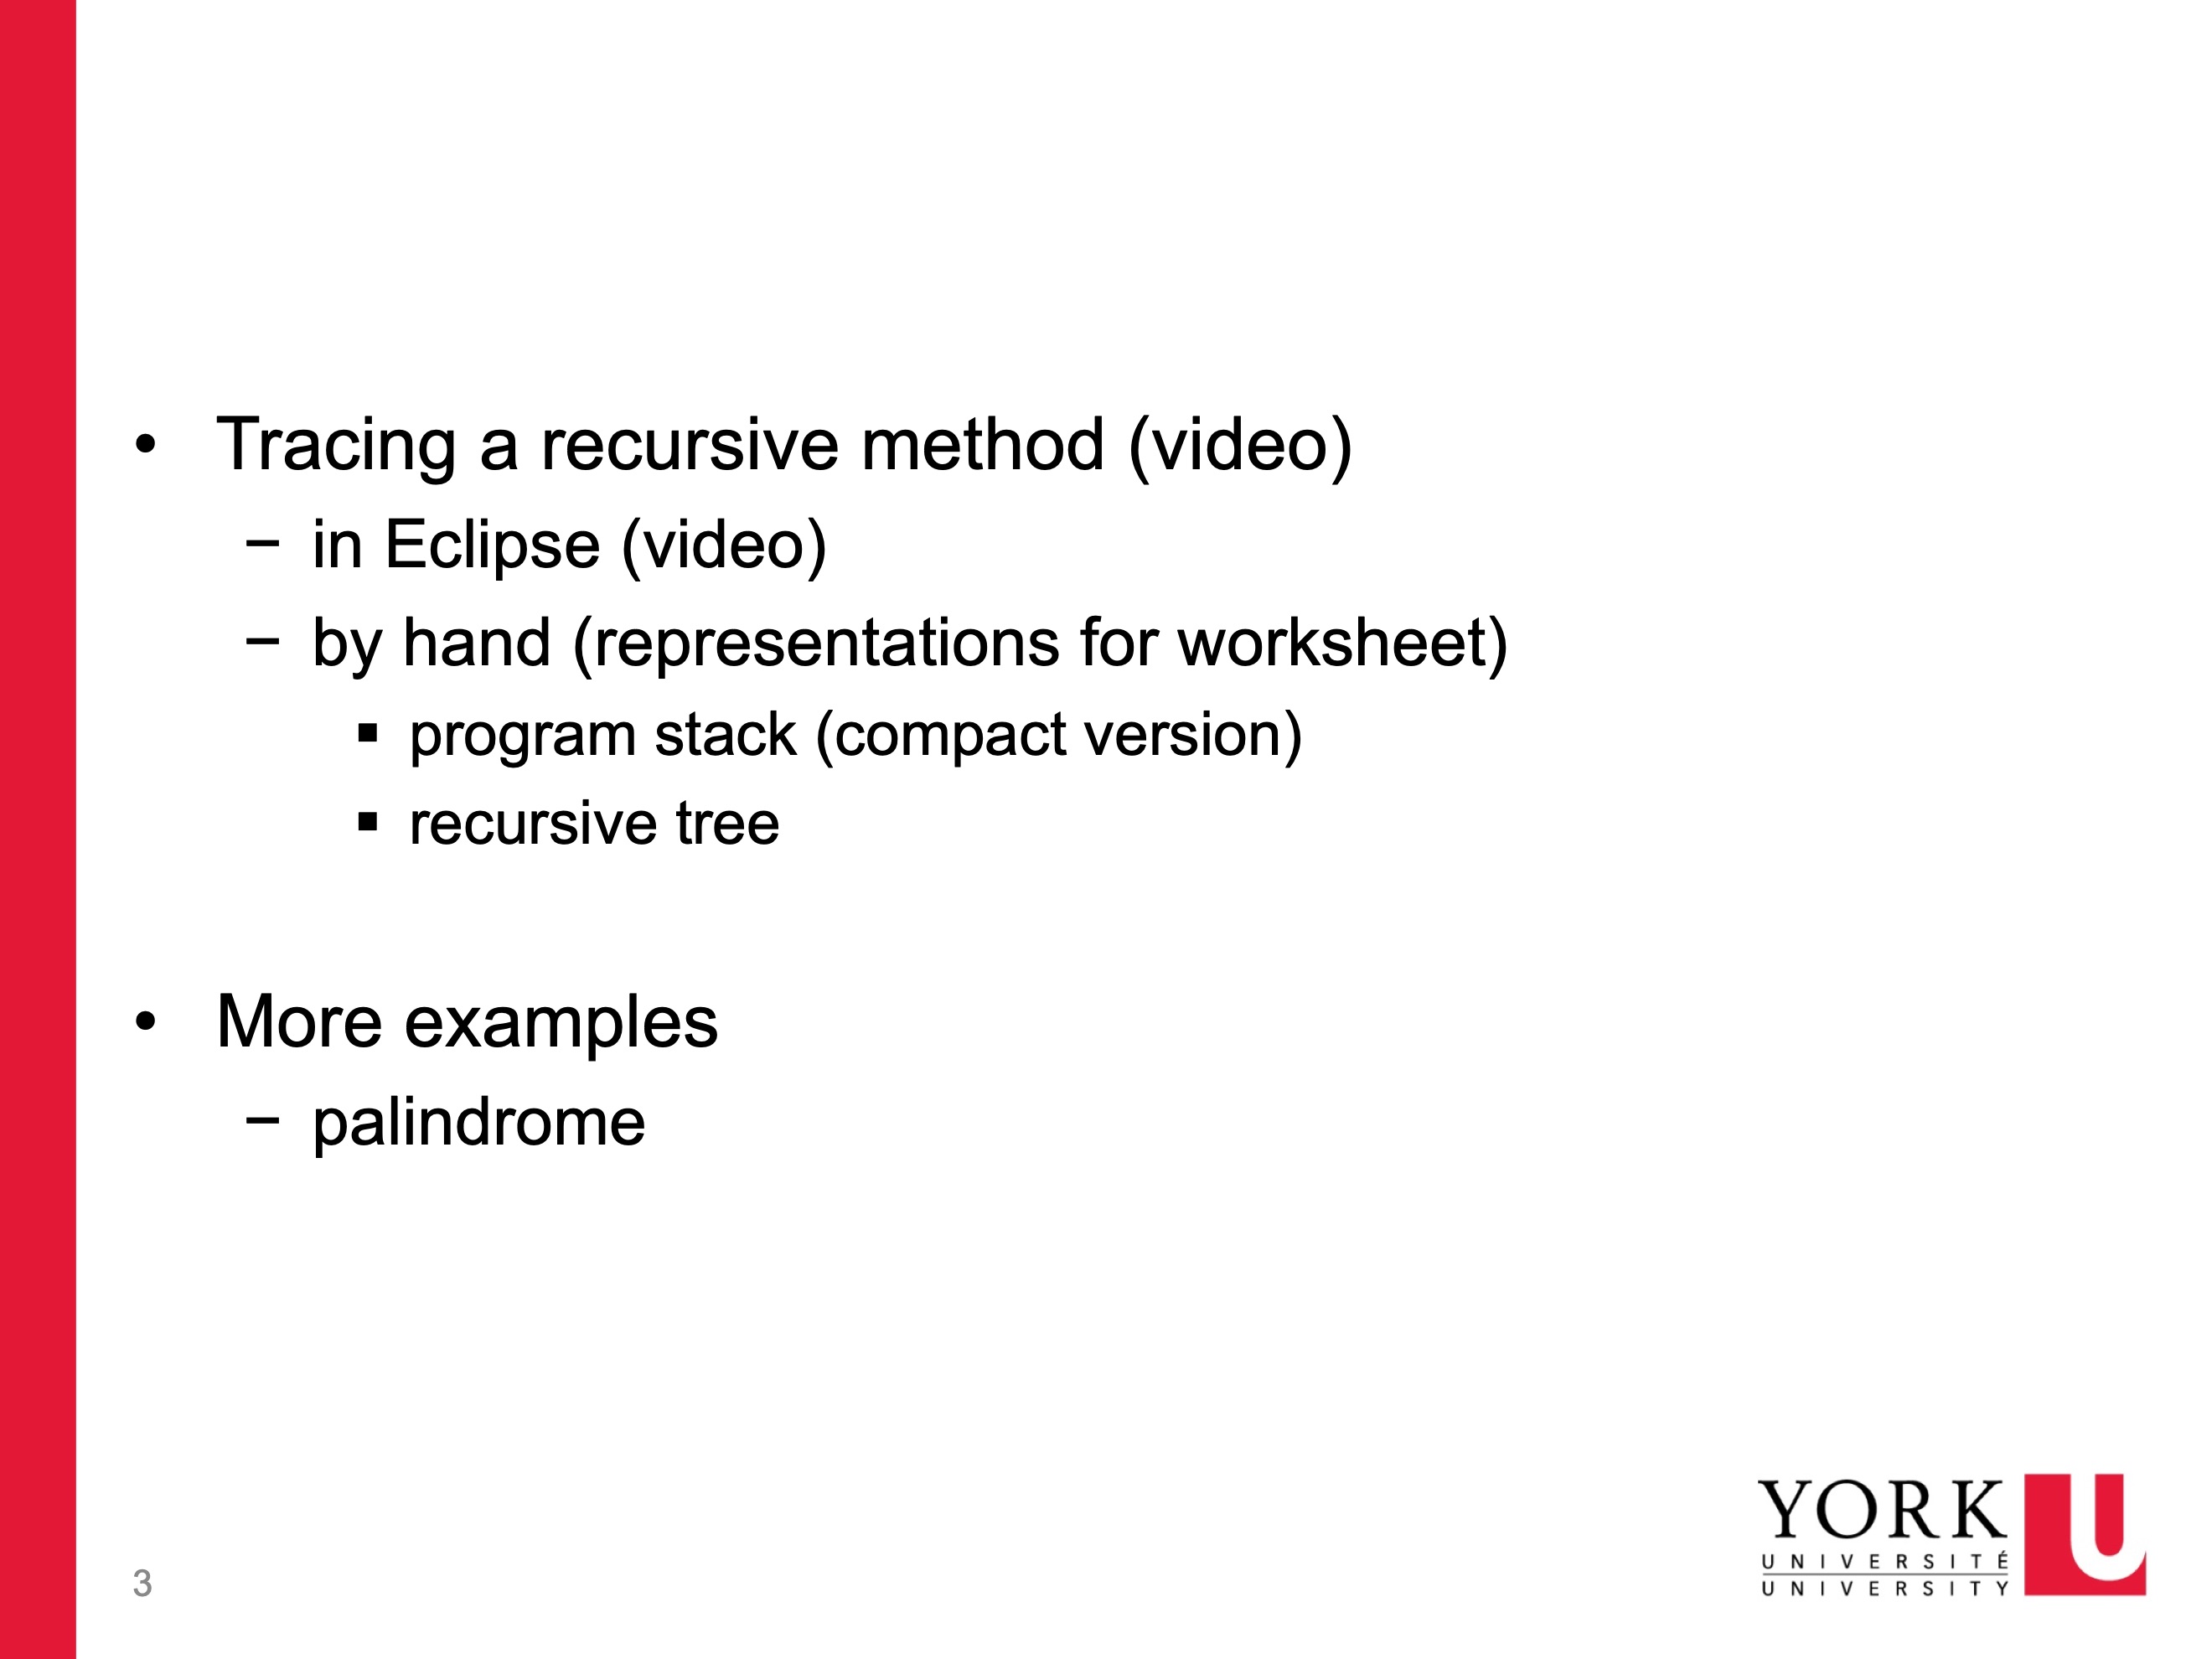 • Tracing a recursive method (video)
– in Eclipse (video)
– by hand (representations for worksheet)
▪ program stack (compact version)
▪ recursive tree
• More examples
– palindrome
3
YORK U
UNIVERSITÉ
UNIVERSITY